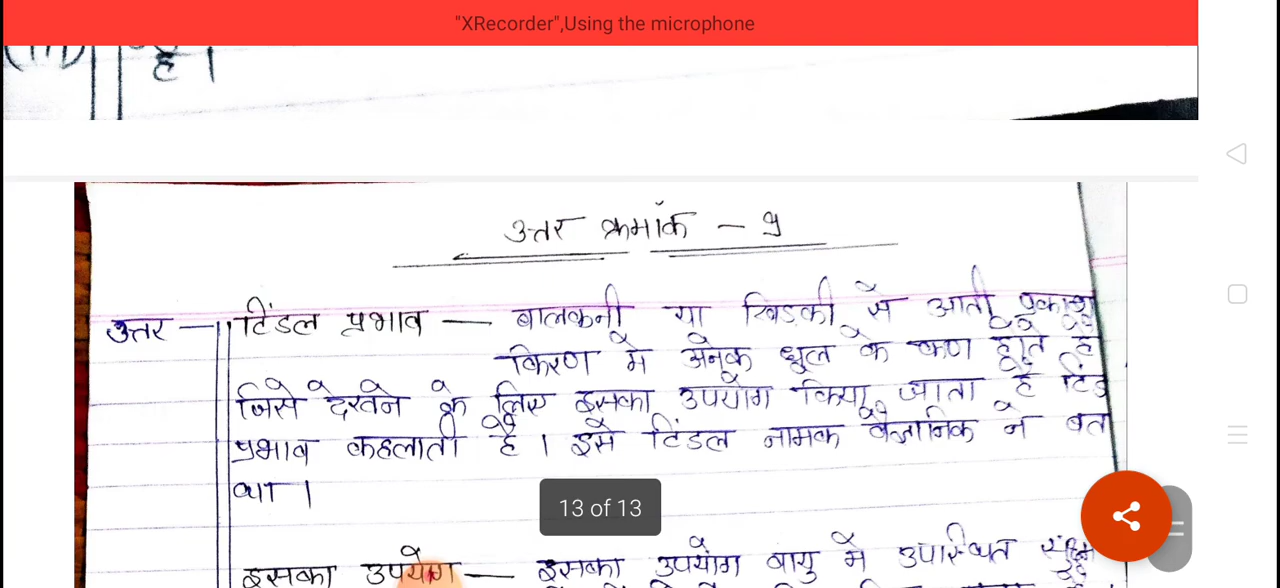 "XRecorder",Using the microphone
है।
उत्तर क्रमांक - 9
उत्तर — टिंडल प्रभाव — बालकनी या खिडकी से आती प्रकाश
किरण में अनेक धुल के कण होते है
जिसे देखने के लिए इसका उपयोग किया जाता है टिंड
प्रभाव कहलाती है। इसे टिंडल नामक वैज्ञानिक ने बत
था।
13 of 13
इसका उपयोग — इसका उपयोग वायु में उपस्थित